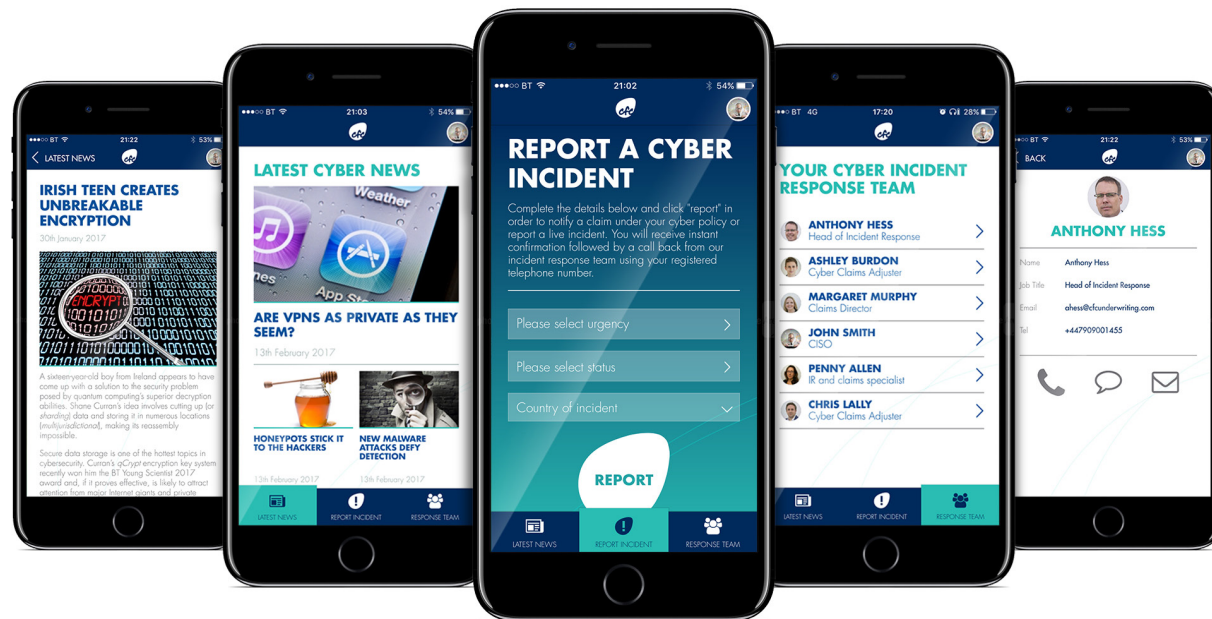 ●●●○○ BT 21:22 53%
LATEST NEWS cfc
IRISH TEEN CREATES
UNBREAKABLE
ENCRYPTION
30th January 2017
ENCRYPT
A sixteen-year-old boy from Ireland appears to have
come up with a solution to the security problem
posed by quantum computing's superior decryption
abilities. Shane Curran's idea involves cutting up (or
sharding) data and storing it in numerous locations
(multijurisdictional), making its reassembly
impossible.
Secure data storage is one of the hottest topics in
cybersecurity. Curran's qCrypt encryption key system
recently won him the BT Young Scientist 2017
award and, if it proves effective, is likely to attract
attention from major Internet giants and private
●●●○○ BT 21:03 54%
cfc
LATEST CYBER NEWS
Weather
App Sto
ARE VPNS AS PRIVATE AS THEY
SEEM?
13th February 2017
HONEYPOTS STICK IT
TO THE HACKERS
13th February 2017
NEW MALWARE
ATTACKS DEFY
DETECTION
13th February 2017
LATEST NEWS REPORT INCIDENT RESPONSE TEAM
●●●○○ BT 21:02 54%
cfc
REPORT A CYBER
INCIDENT
Complete the details below and click "report" in
order to notify a claim under your cyber policy or
report a live incident. You will receive instant
confirmation followed by a call back from our
incident response team using your registered
telephone number.
Please select urgency
Please select status
Country of incident
REPORT
LATEST NEWS REPORT INCIDENT RESPONSE TEAM
BT 4G 17:20 28%
cfc
YOUR CYBER INCIDENT
RESPONSE TEAM
ANTHONY HESS
Head of Incident Response
ASHLEY BURDON
Cyber Claims Adjuster
MARGARET MURPHY
Claims Director
JOHN SMITH
CISO
PENNY ALLEN
IR and claims specialist
CHRIS LALLY
Cyber Claims Adjuster
LATEST NEWS REPORT INCIDENT RESPONSE TEAM
●●●○○ BT 21:22 53%
BACK cfc
ANTHONY HESS
Name Anthony Hess
Job Title Head of Incident Response
Email ahess@cfcunderwriting.com
Tel +447909001455